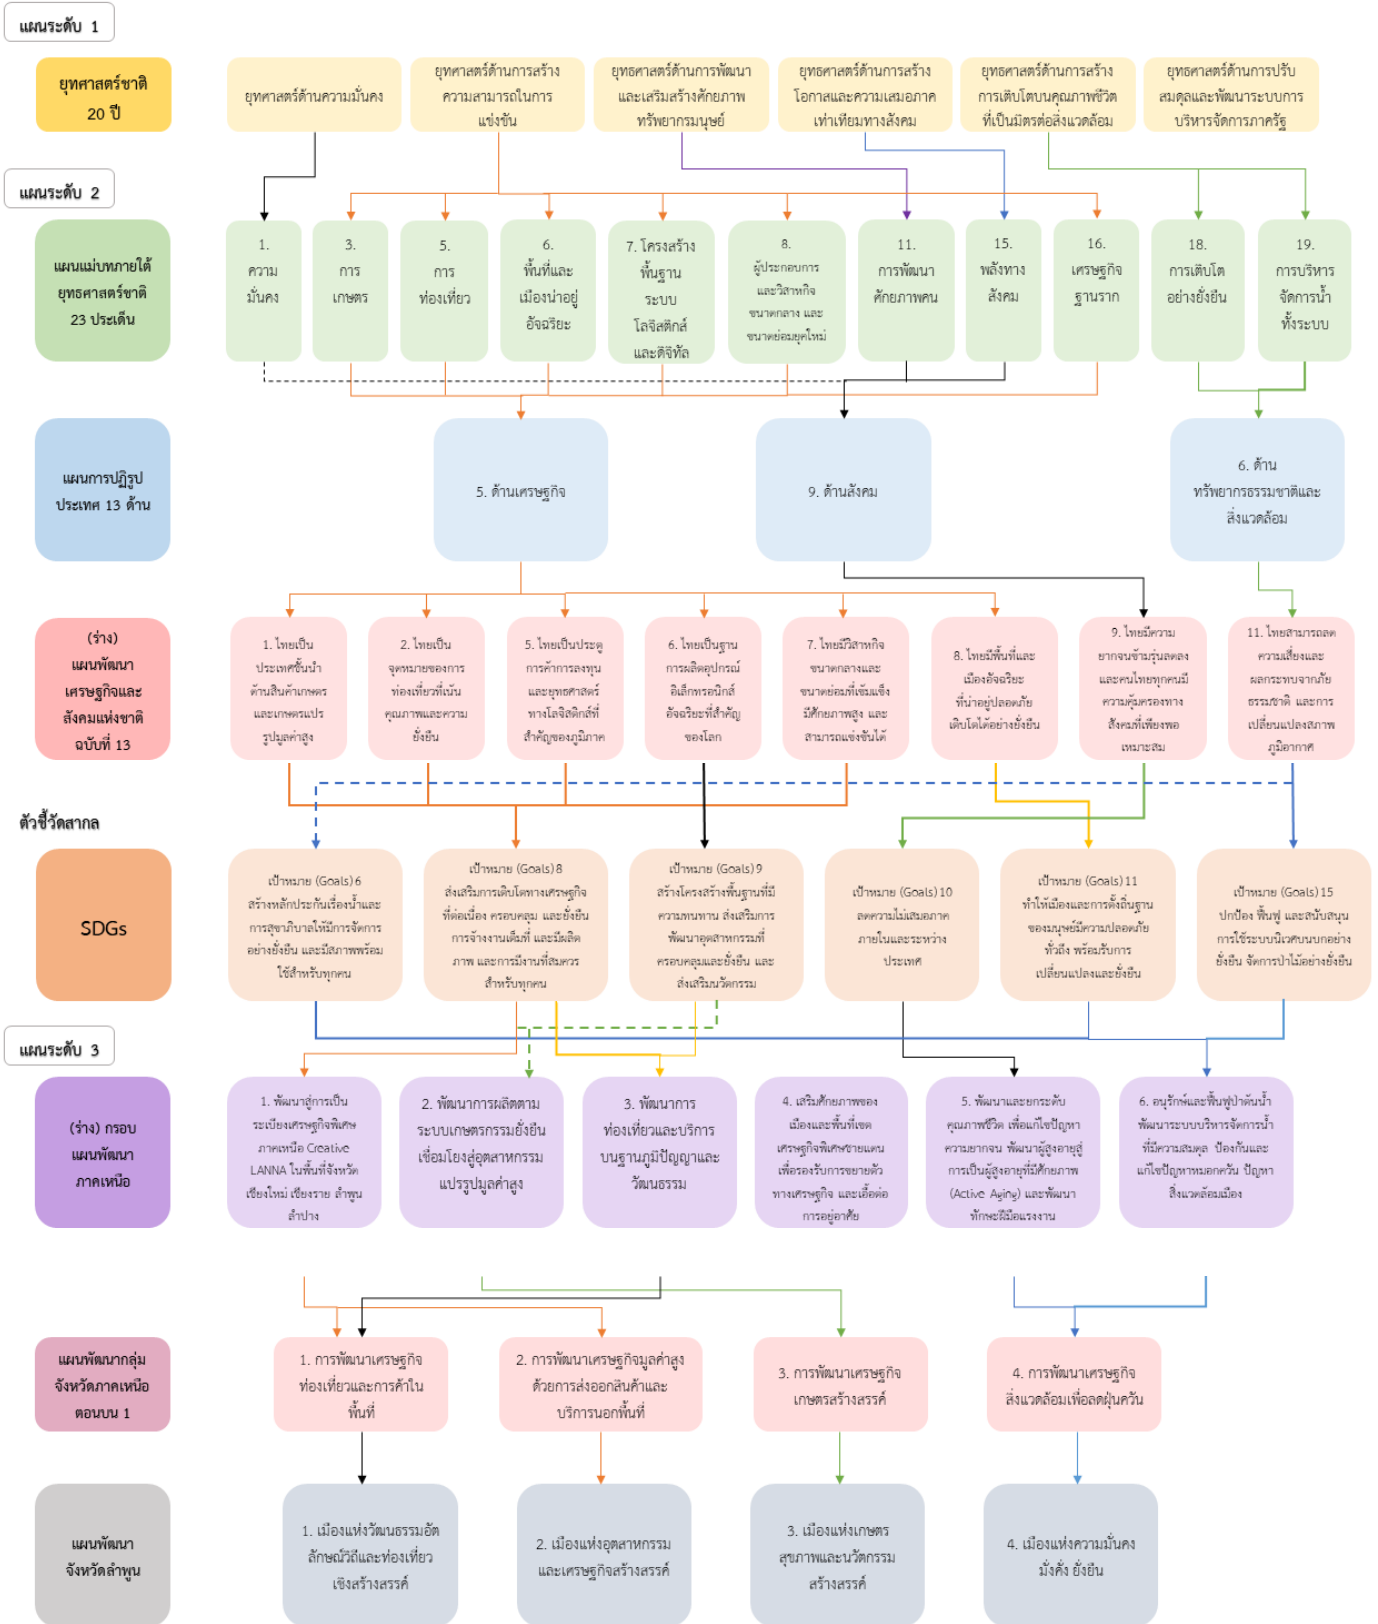 แผนระดับ 1
ยุทศาสตร์ชาติ
20 ปี
ยุทศาสตร์ด้านความมั่นคง
ยุทศาสตร์ด้านการสร้าง
ความสามารถในการ
แข่งขัน
ยุทธศาสตร์ด้านการพัฒนา
และเสริมสร้างศักยภาพ
ทรัพยากรมนุษย์
ยุทธศาสตร์ด้านการสร้าง
โอกาสและความเสมอภาค
เท่าเทียมทางสังคม
ยุทธศาสตร์ด้านการสร้าง
การเติบโตบนคุณภาพชีวิต
ที่เป็นมิตรต่อสิ่งแวดล้อม
ยุทธศาสตร์ด้านการปรับ
สมดุลและพัฒนาระบบการ
บริหารจัดการภาครัฐ
แผนระดับ 2
แผนแม่บทภายใต้
ยุทธศาสตร์ชาติ
23 ประเด็น
1.
ความ
มั่นคง
3.
การ
เกษตร
5.
การ
ท่องเที่ยว
6.
พื้นที่และ
เมืองน่าอยู่
อัจฉริยะ
7. โครงสร้าง
พื้นฐาน
ระบบ
โลจิสติกส์
และดิจิทัล
8.
ผู้ประกอบการ
และวิสาหกิจ
ขนาดกลาง และ
ขนาดย่อมยุคใหม่
11.
การพัฒนา
ศักยภาพคน
15.
พลังทาง
สังคม
16.
เศรษฐกิจ
ฐานราก
18.
การเติบโต
อย่างยั่งยืน
19.
การบริหาร
จัดการน้ำ
ทั้งระบบ
แผนการปฏิรูป
ประเทศ 13 ด้าน
5. ด้านเศรษฐกิจ
9. ด้านสังคม
6. ด้าน
ทรัพยากรธรรมชาติและ
สิ่งแวดล้อม
(ร่าง)
แผนพัฒนา
เศรษฐกิจและ
สังคมแห่งชาติ
ฉบับที่ 13
1. ไทยเป็น
ประเทศชั้นนำ
ด้านสินค้าเกษตร
และเกษตรแปร
รูปมูลค่าสูง
2. ไทยเป็น
จุดหมายของการ
ท่องเที่ยวที่เน้น
คุณภาพและความ
ยั่งยืน
5. ไทยเป็นประตู
การค้าการลงทุน
และยุทธศาสตร์
ทางโลจิสติกส์ที่
สำคัญของภูมิภาค
6. ไทยเป็นฐาน
การผลิตอุปกรณ์
อิเล็กทรอนิกส์
อัจฉริยะที่สำคัญ
ของโลก
7. ไทยมีวิสาหกิจ
ขนาดกลางและ
ขนาดย่อมที่เข้มแข็ง
มีศักยภาพสูง และ
สามารถแข่งขันได้
8. ไทยมีพื้นที่และ
เมืองอัจฉริยะ
ที่น่าอยู่ปลอดภัย
เติบโตได้อย่างยั่งยืน
9. ไทยมีความ
ยากจนข้ามรุ่นลดลง
และคนไทยทุกคนมี
ความคุ้มครองทาง
สังคมที่เพียงพอ
เหมาะสม
11. ไทยสามารถลด
ความเสี่ยงและ
ผลกระทบจากภัย
ธรรมชาติ และการ
เปลี่ยนแปลงสภาพ
ภูมิอากาศ
ตัวชี้วัดสากล
SDGs
เป้าหมาย (Goals) 6
สร้างหลักประกันเรื่องน้ำและ
การสุขาภิบาลให้มีการจัดการ
อย่างยั่งยืน และมีสภาพพร้อม
ใช้สำหรับทุกคน
เป้าหมาย (Goals) 8
ส่งเสริมการเติบโตทางเศรษฐกิจ
ที่ต่อเนื่อง ครอบคลุม และยั่งยืน
การจ้างงานเต็มที่ และมีผลิต
ภาพ และการมีงานที่สมควร
สำหรับทุกคน
เป้าหมาย (Goals) 9
สร้างโครงสร้างพื้นฐานที่มี
ความทนทาน ส่งเสริมการ
พัฒนาอุตสาหกรรมที่
ครอบคลุมและยั่งยืน และ
ส่งเสริมนวัตกรรม
เป้าหมาย (Goals) 10
ลดความไม่เสมอภาค
ภายในและระหว่าง
ประเทศ
เป้าหมาย (Goals) 11
ทำให้เมืองและการตั้งถิ่นฐาน
ของมนุษย์มีความปลอดภัย
ทั่วถึง พร้อมรับการ
เปลี่ยนแปลงและยั่งยืน
เป้าหมาย (Goals) 15
ปกป้อง ฟื้นฟู และสนับสนุน
การใช้ระบบนิเวศบนบกอย่าง
ยั่งยืน จัดการป่าไม้อย่างยั่งยืน
แผนระดับ 3
(ร่าง) กรอบ
แผนพัฒนา
ภาคเหนือ
1. พัฒนาสู่การเป็น
ระเบียงเศรษฐกิจพิเศษ
ภาคเหนือ Creative
LANNA ในพื้นที่จังหวัด
เชียงใหม่ เชียงราย ลำพูน
ลำปาง
2. พัฒนาการผลิตตาม
ระบบเกษตรกรรมยั่งยืน
เชื่อมโยงสู่อุตสาหกรรม
แปรรูปมูลค่าสูง
3. พัฒนาการ
ท่องเที่ยวและบริการ
บนฐานภูมิปัญญาและ
วัฒนธรรม
4. เสริมศักยภาพของ
เมืองและพื้นที่เขต
เศรษฐกิจพิเศษชายแดน
เพื่อรองรับการขยายตัว
ทางเศรษฐกิจ และเอื้อต่อ
การอยู่อาศัย
5. พัฒนาและยกระดับ
คุณภาพชีวิต เพื่อแก้ไขปัญหา
ความยากจน พัฒนาผู้สูงอายุสู่
การเป็นผู้สูงอายุที่มีศักยภาพ
(Active Aging) และพัฒนา
ทักษะฝีมือแรงงาน
6. อนุรักษ์และฟื้นฟูป่าต้นน้ำ
พัฒนาระบบบริหารจัดการน้ำ
ที่มีความสมดุล ป้องกันและ
แก้ไขปัญหาหมอกควัน ปัญหา
สิ่งแวดล้อมเมือง
แผนพัฒนากลุ่ม
จังหวัดภาคเหนือ
ตอนบน 1
1. การพัฒนาเศรษฐกิจ
ท่องเที่ยวและการค้าใน
พื้นที่
2. การพัฒนาเศรษฐกิจมูลค่าสูง
ด้วยการส่งออกสินค้าและ
บริการนอกพื้นที่
3. การพัฒนาเศรษฐกิจ
เกษตรสร้างสรรค์
4. การพัฒนาเศรษฐกิจ
สิ่งแวดล้อมเพื่อลดฝุ่นควัน
แผนพัฒนา
จังหวัดลำพูน
1. เมืองแห่งวัฒนธรรมอัต
ลักษณ์วิถีและท่องเที่ยว
เชิงสร้างสรรค์
2. เมืองแห่งอุตสาหกรรม
และเศรษฐกิจสร้างสรรค์
3. เมืองแห่งเกษตร
สุขภาพและนวัตกรรม
สร้างสรรค์
4. เมืองแห่งความมั่นคง
มั่งคั่ง ยั่งยืน